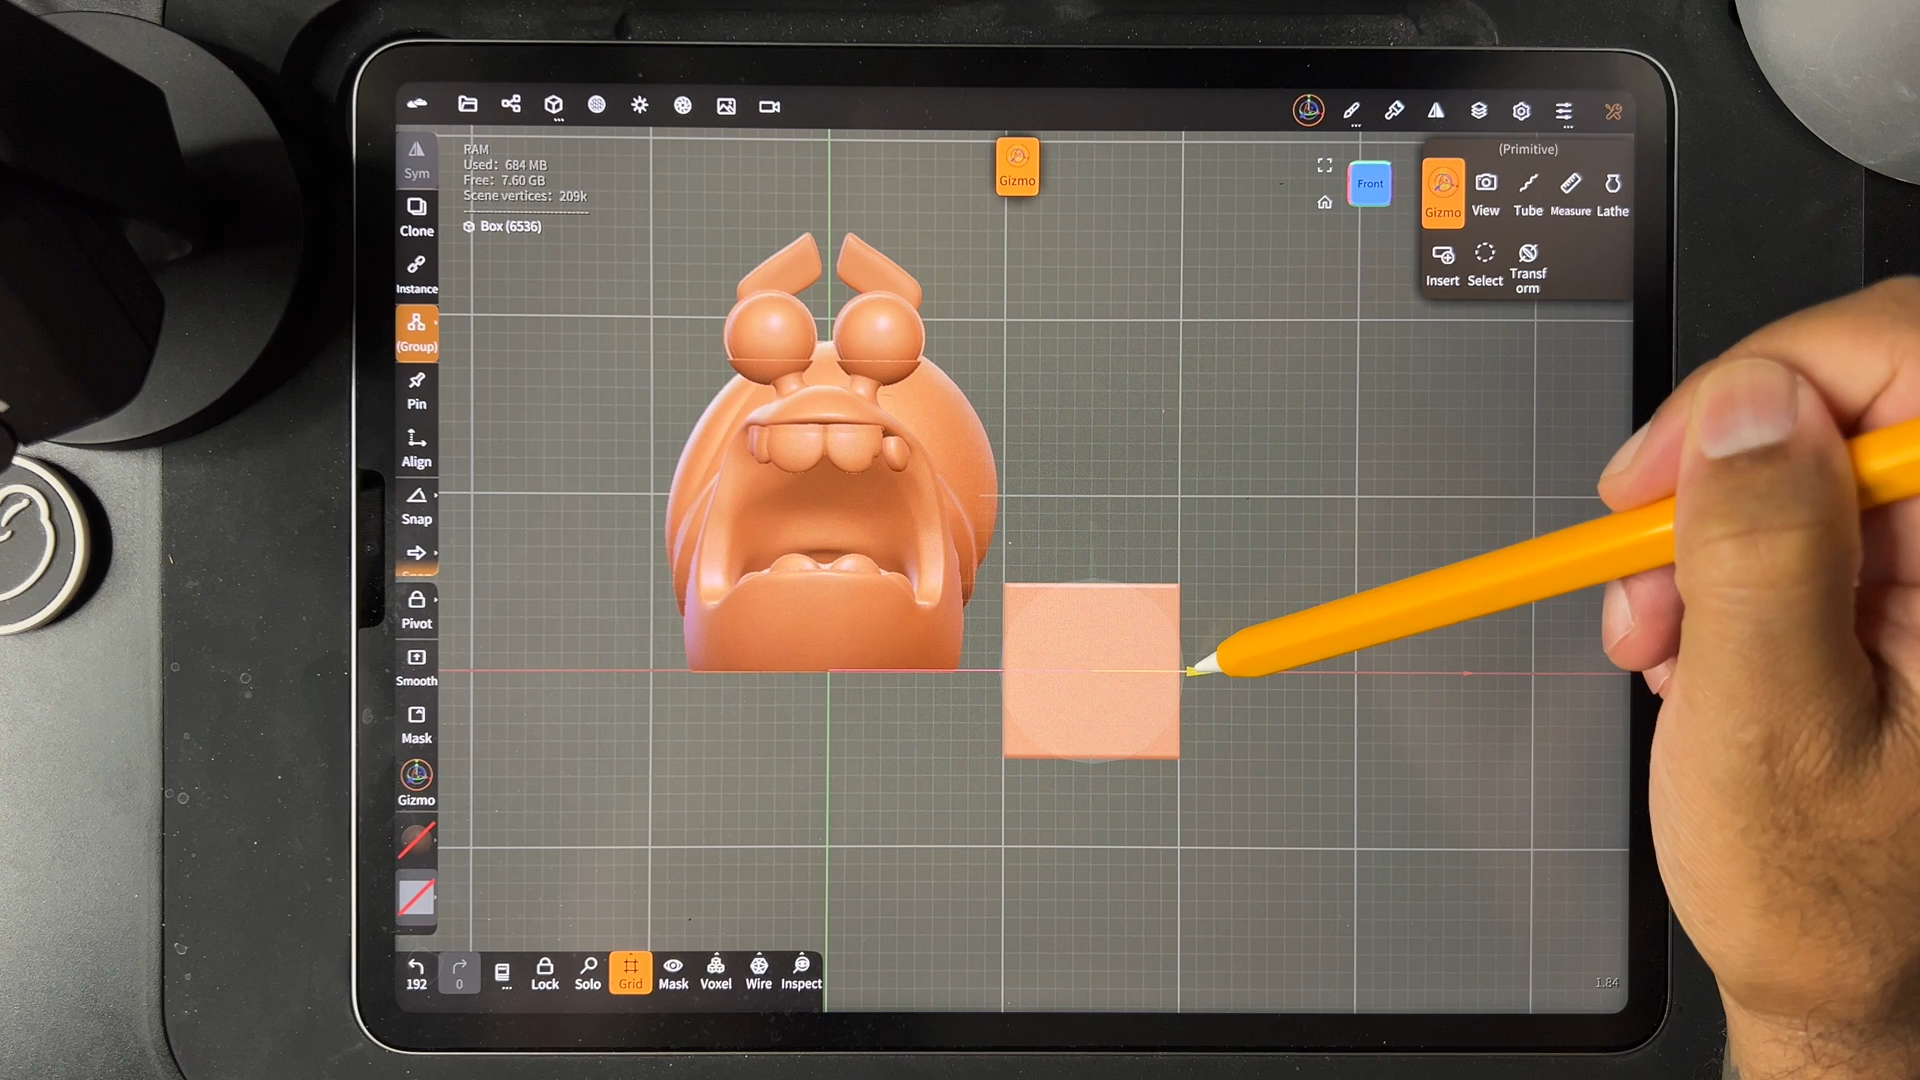 RAM
Used: 684 MB
Free: 7.60 GB
Scene vertices: 209k
Box (6536)
Gizmo
Front
(Primitive)
Gizmo
View
Tube
Measure
Lathe
Insert
Select
Transf
orm
Sym
Clone
Instance
(Group)
Pin
Align
Snap
Pivot
Smooth
Mask
Gizmo
192
0
...
Lock
Solo
Grid
Mask
Voxel
Wire
Inspect
1.84